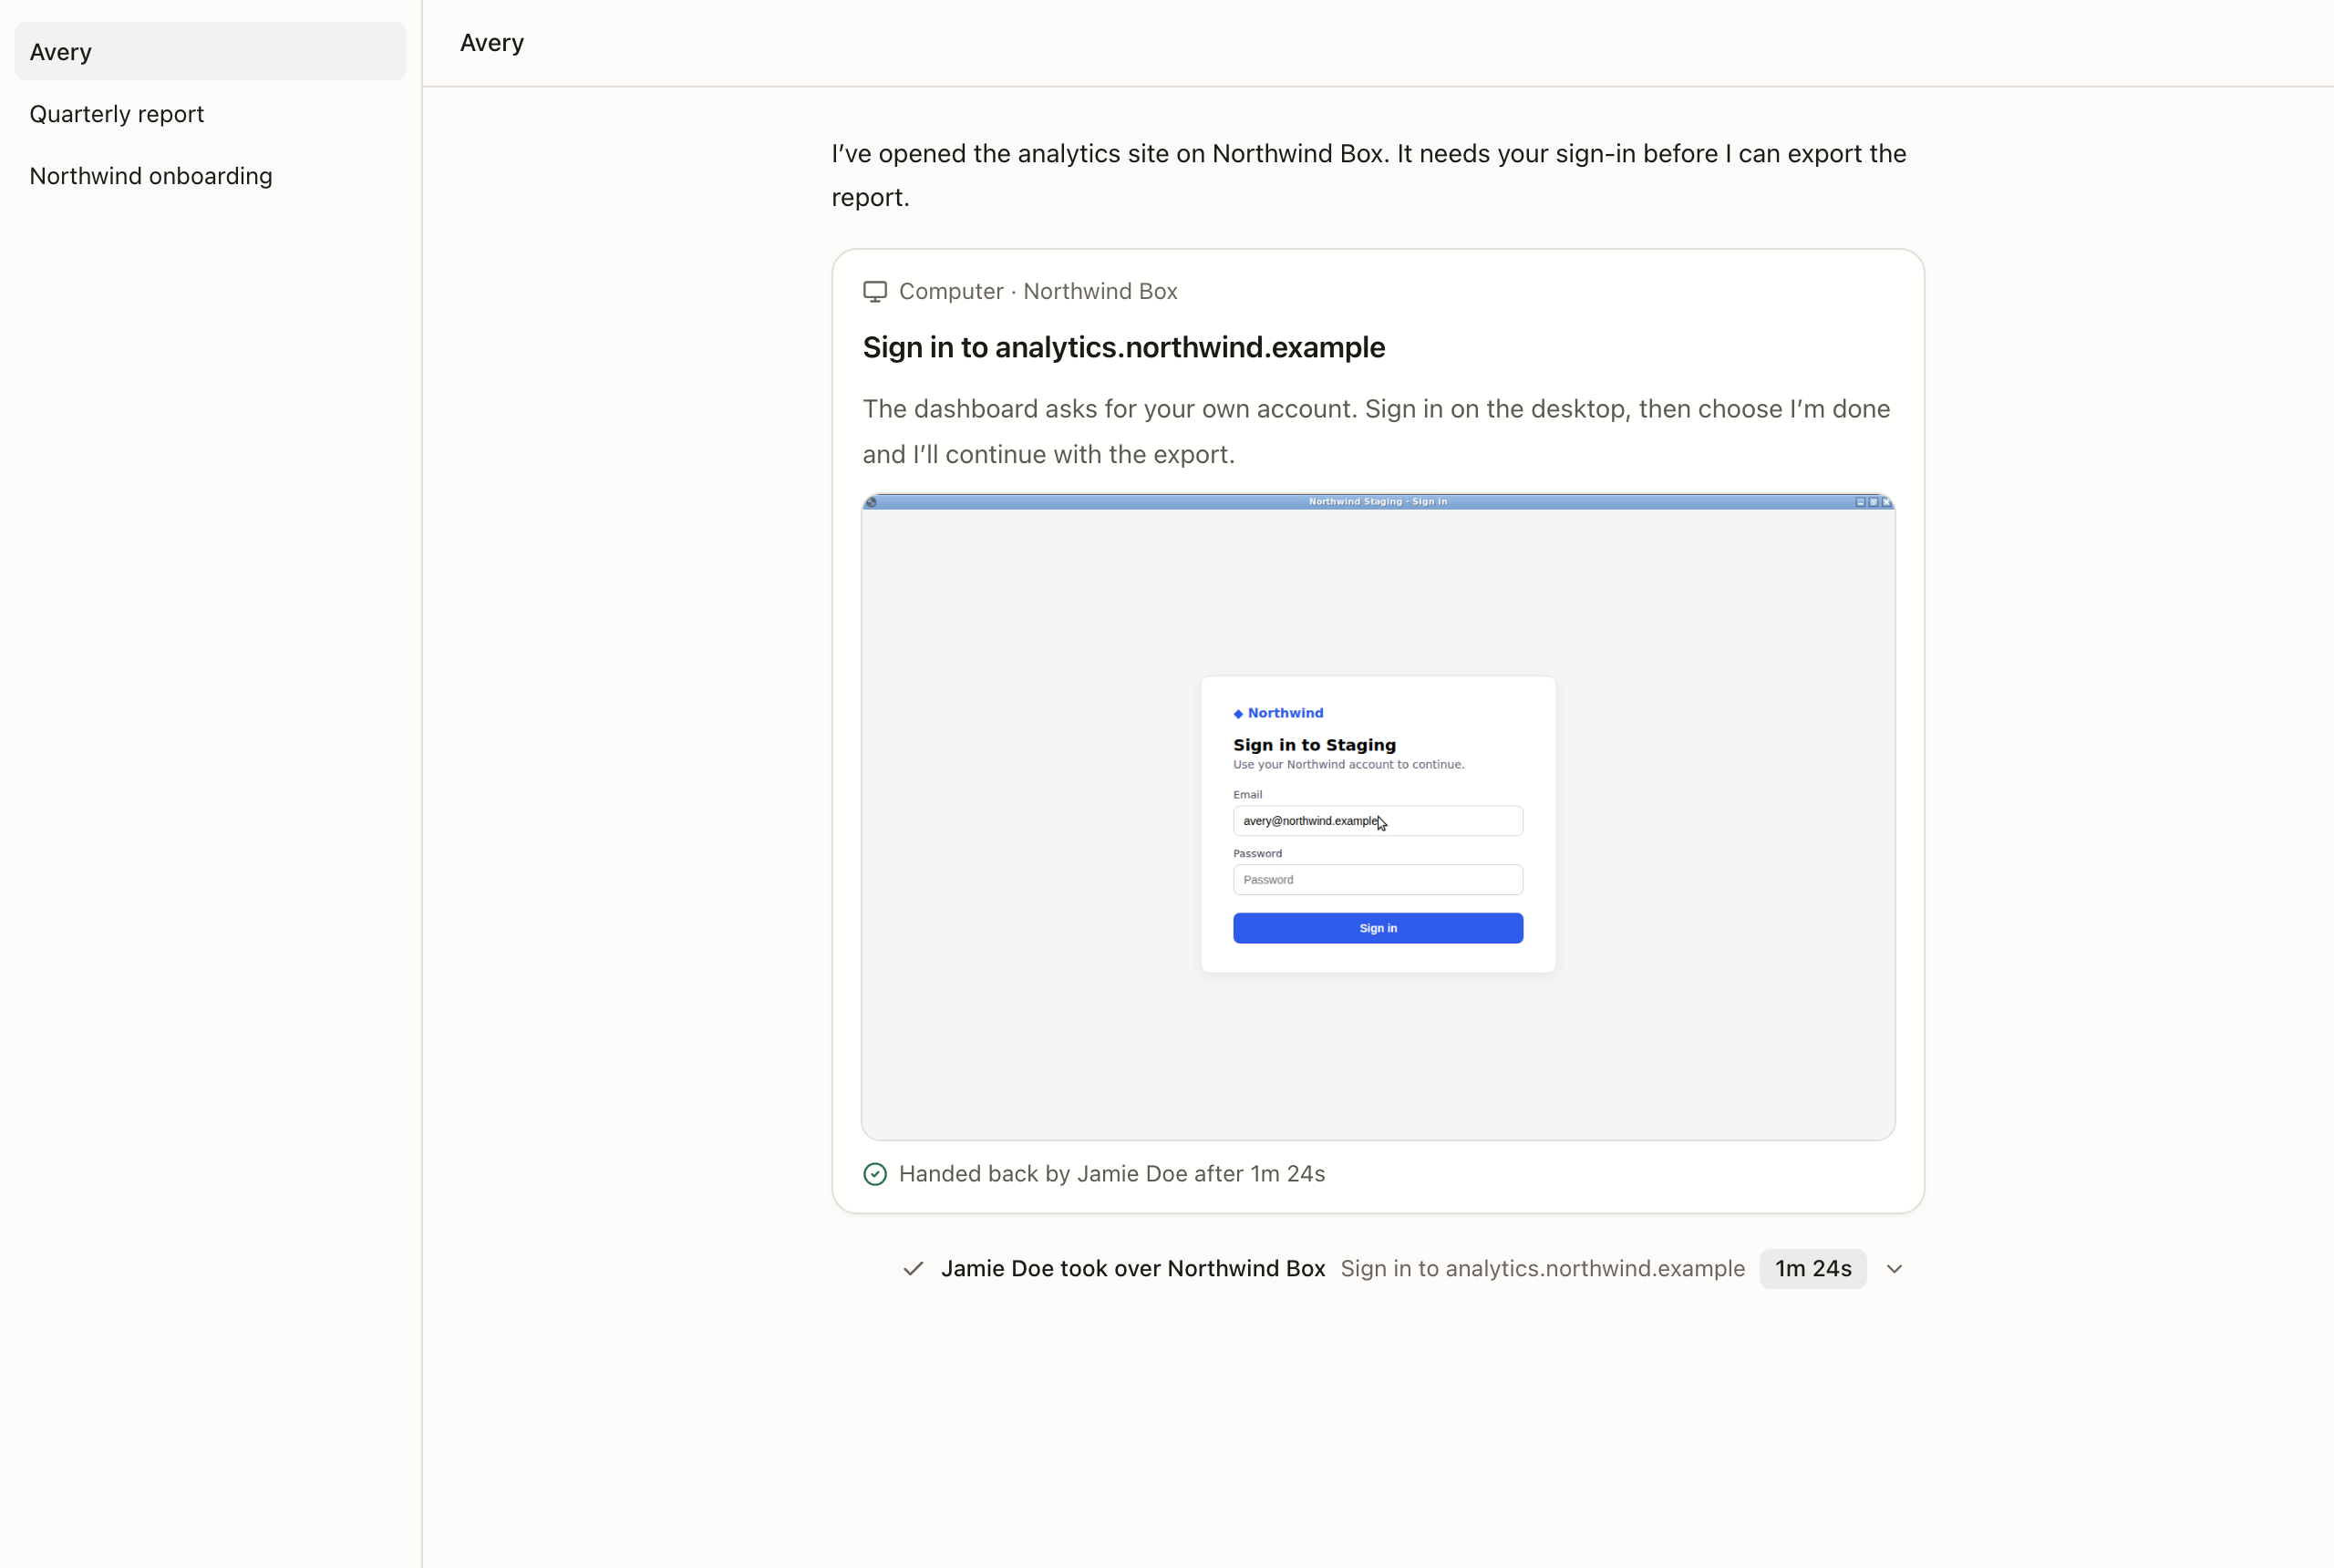 Avery
Quarterly report
Northwind onboarding
Avery
I’ve opened the analytics site on Northwind Box. It needs your sign-in before I can export the
report.
Computer · Northwind Box
Sign in to analytics.northwind.example
The dashboard asks for your own account. Sign in on the desktop, then choose I’m done
and I’ll continue with the export.
Northwind Staging - Sign in
Northwind
Sign in to Staging
Use your Northwind account to continue.
Email
avery@northwind.example
Password
Password
Sign in
Handed back by Jamie Doe after 1m 24s
Jamie Doe took over Northwind Box Sign in to analytics.northwind.example 1m 24s